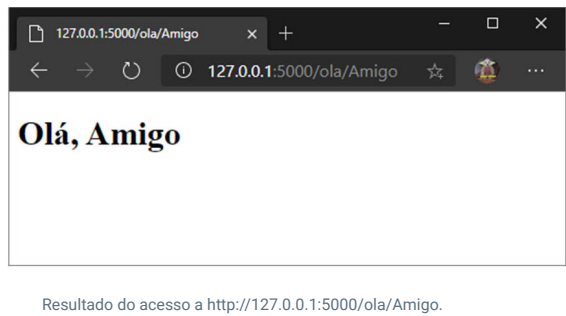 127.0.0.1:5000/ola/Amigo
127.0.0.1:5000/ola/Amigo
Olá, Amigo
Resultado do acesso a http://127.0.0.1:5000/ola/Amigo.